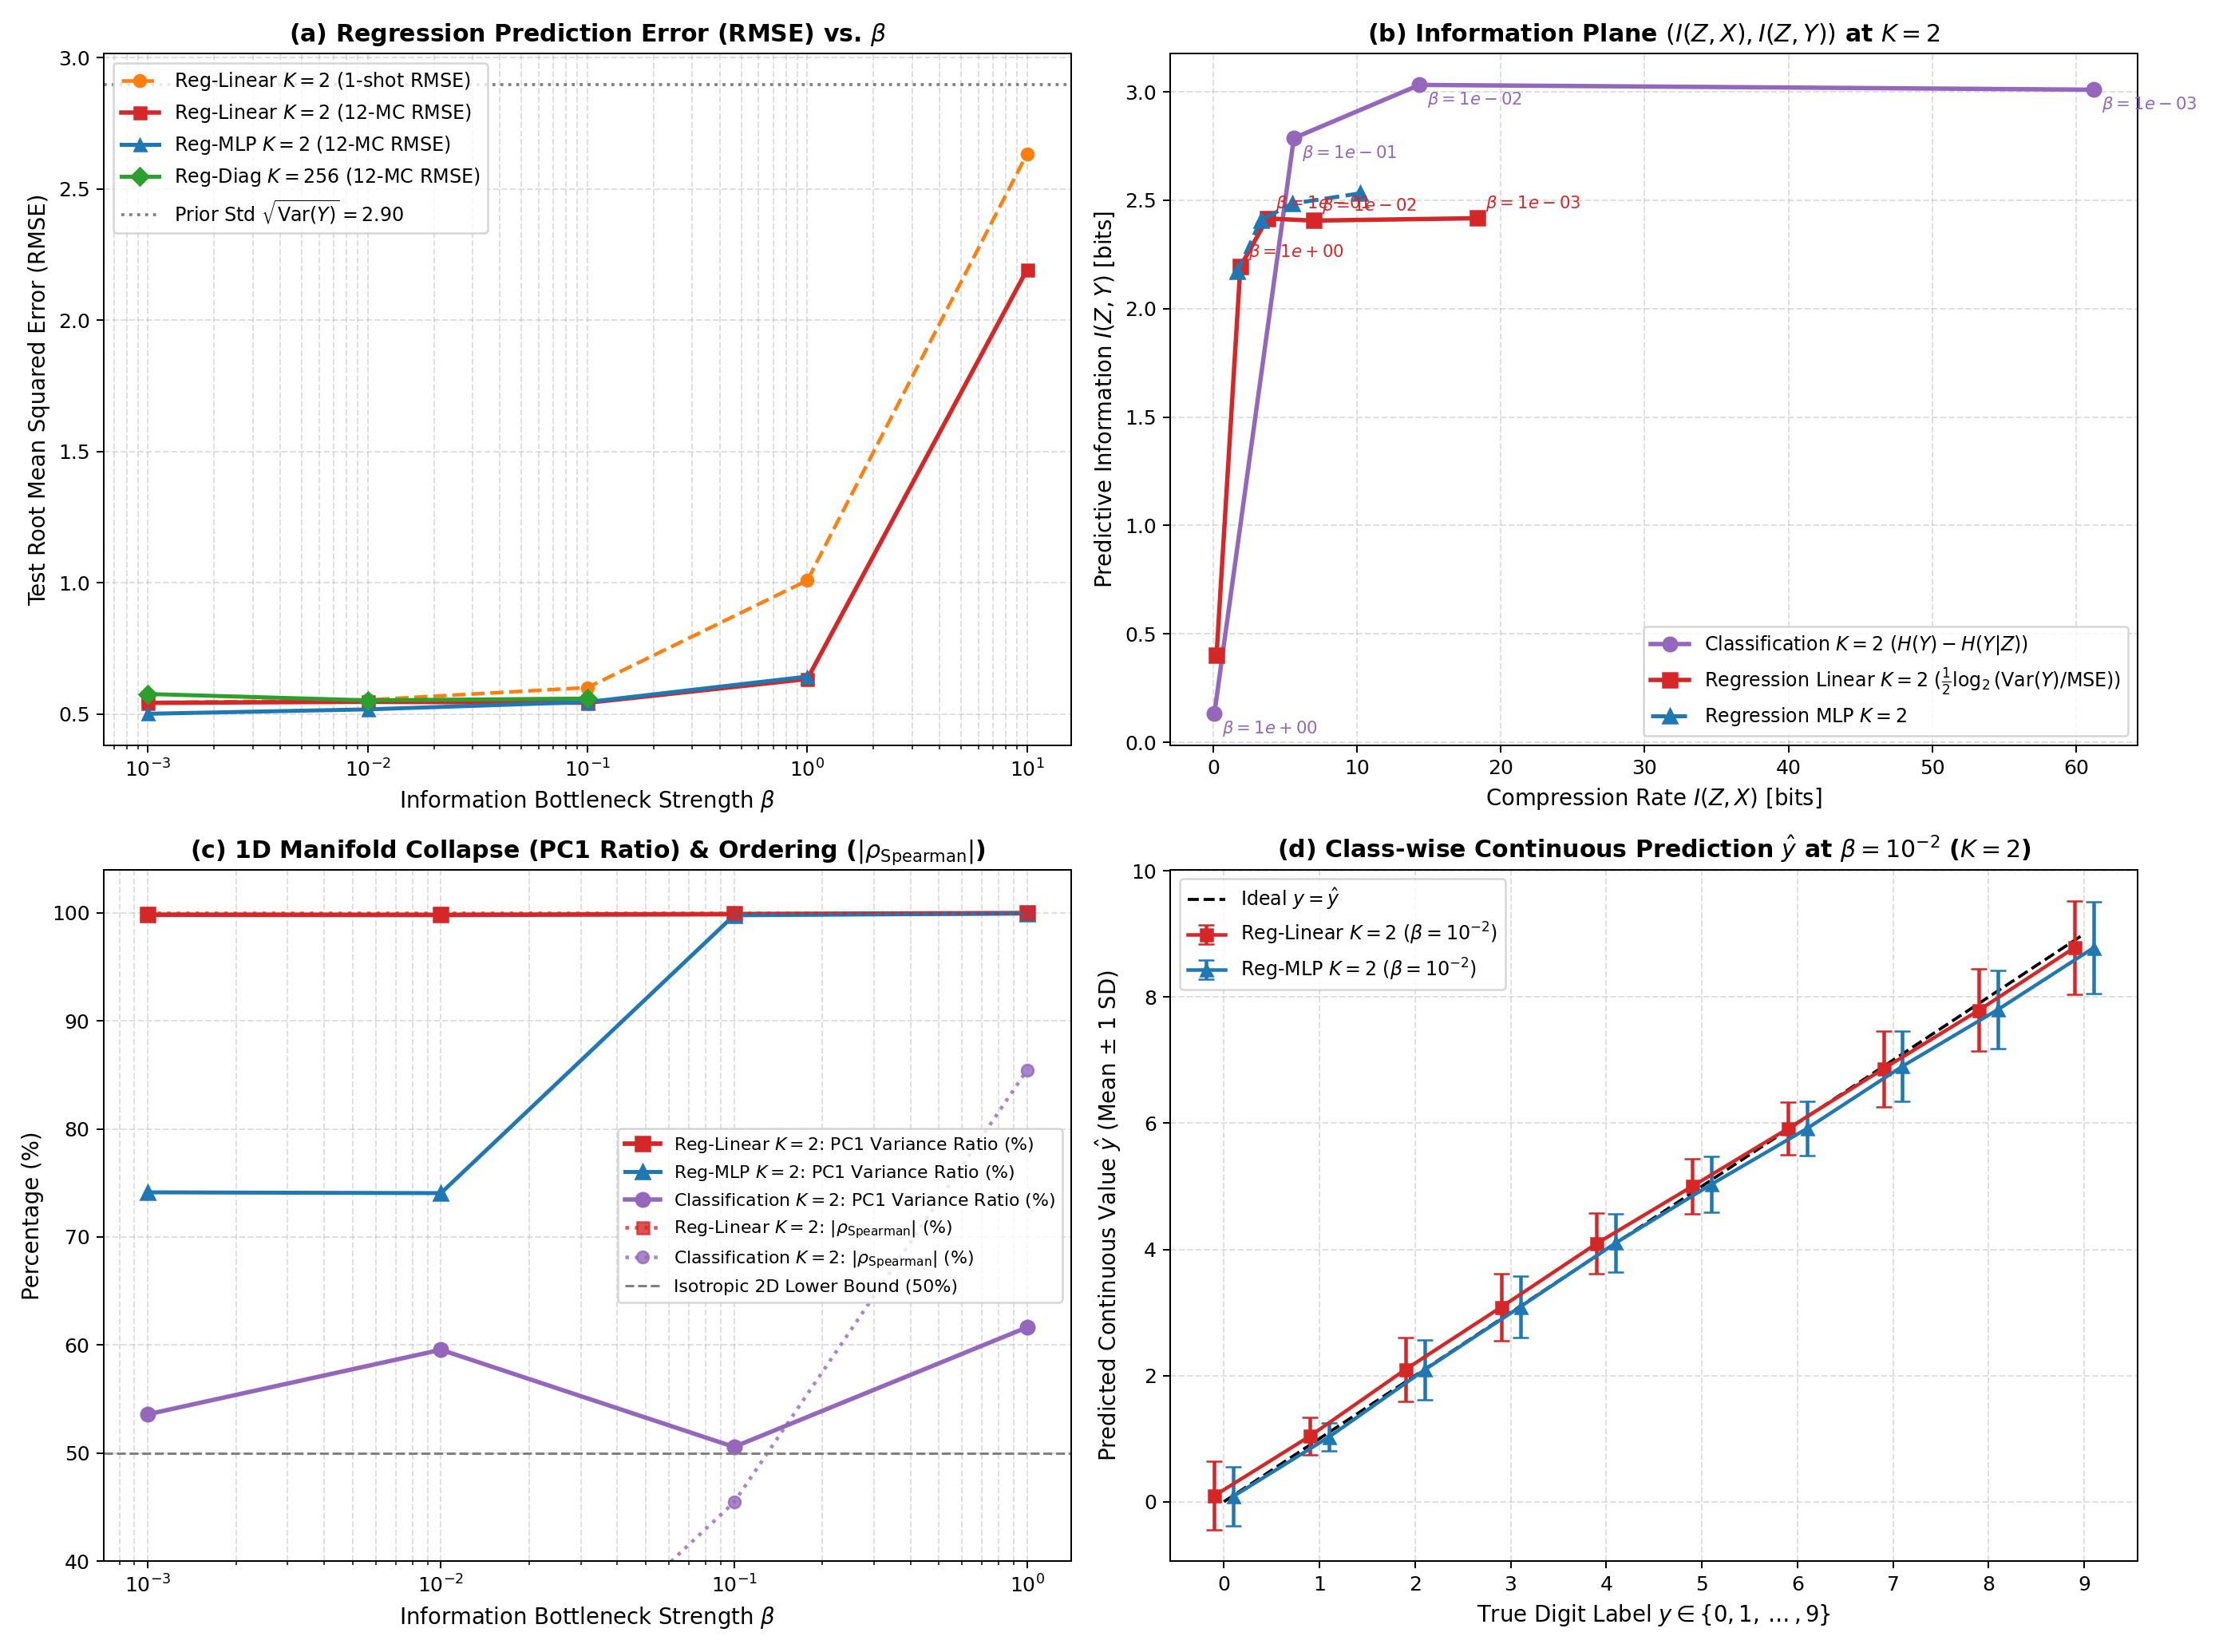 (a) Regression Prediction Error (RMSE) vs. β
3.0
2.5
2.0
1.5
1.0
0.5
Test Root Mean Squared Error (RMSE)
Reg-Linear K = 2 (1-shot RMSE)
Reg-Linear K = 2 (12-MC RMSE)
Reg-MLP K = 2 (12-MC RMSE)
Reg-Diag K = 256 (12-MC RMSE)
Prior Std √Var(Y) = 2.90
10⁻³ 10⁻² 10⁻¹ 10⁰ 10¹
Information Bottleneck Strength β
(b) Information Plane (I(Z, X), I(Z, Y)) at K = 2
3.0
2.5
2.0
1.5
1.0
0.5
0.0
Predictive Information I(Z, Y) [bits]
β = 1e − 02
β = 1e − 03
β = 1e − 01
β = 1e − 01
β = 1e − 02
β = 1e − 03
β = 1e + 00
β = 1e + 00
Classification K = 2 (H(Y) − H(Y|Z))
Regression Linear K = 2 (½log₂(Var(Y)/MSE))
Regression MLP K = 2
0 10 20 30 40 50 60
Compression Rate I(Z, X) [bits]
(c) 1D Manifold Collapse (PC1 Ratio) & Ordering (|ρSpearman|)
100
90
80
70
60
50
40
Percentage (%)
Reg-Linear K = 2: PC1 Variance Ratio (%)
Reg-MLP K = 2: PC1 Variance Ratio (%)
Classification K = 2: PC1 Variance Ratio (%)
Reg-Linear K = 2: |ρSpearman| (%)
Classification K = 2: |ρSpearman| (%)
Isotropic 2D Lower Bound (50%)
10⁻³ 10⁻² 10⁻¹ 10⁰
Information Bottleneck Strength β
(d) Class-wise Continuous Prediction ŷ at β = 10⁻² (K = 2)
10
8
6
4
2
0
Predicted Continuous Value ŷ (Mean ± 1 SD)
Ideal y = ŷ
Reg-Linear K = 2 (β = 10⁻²)
Reg-MLP K = 2 (β = 10⁻²)
0 1 2 3 4 5 6 7 8 9
True Digit Label y ∈ {0, 1, … , 9}